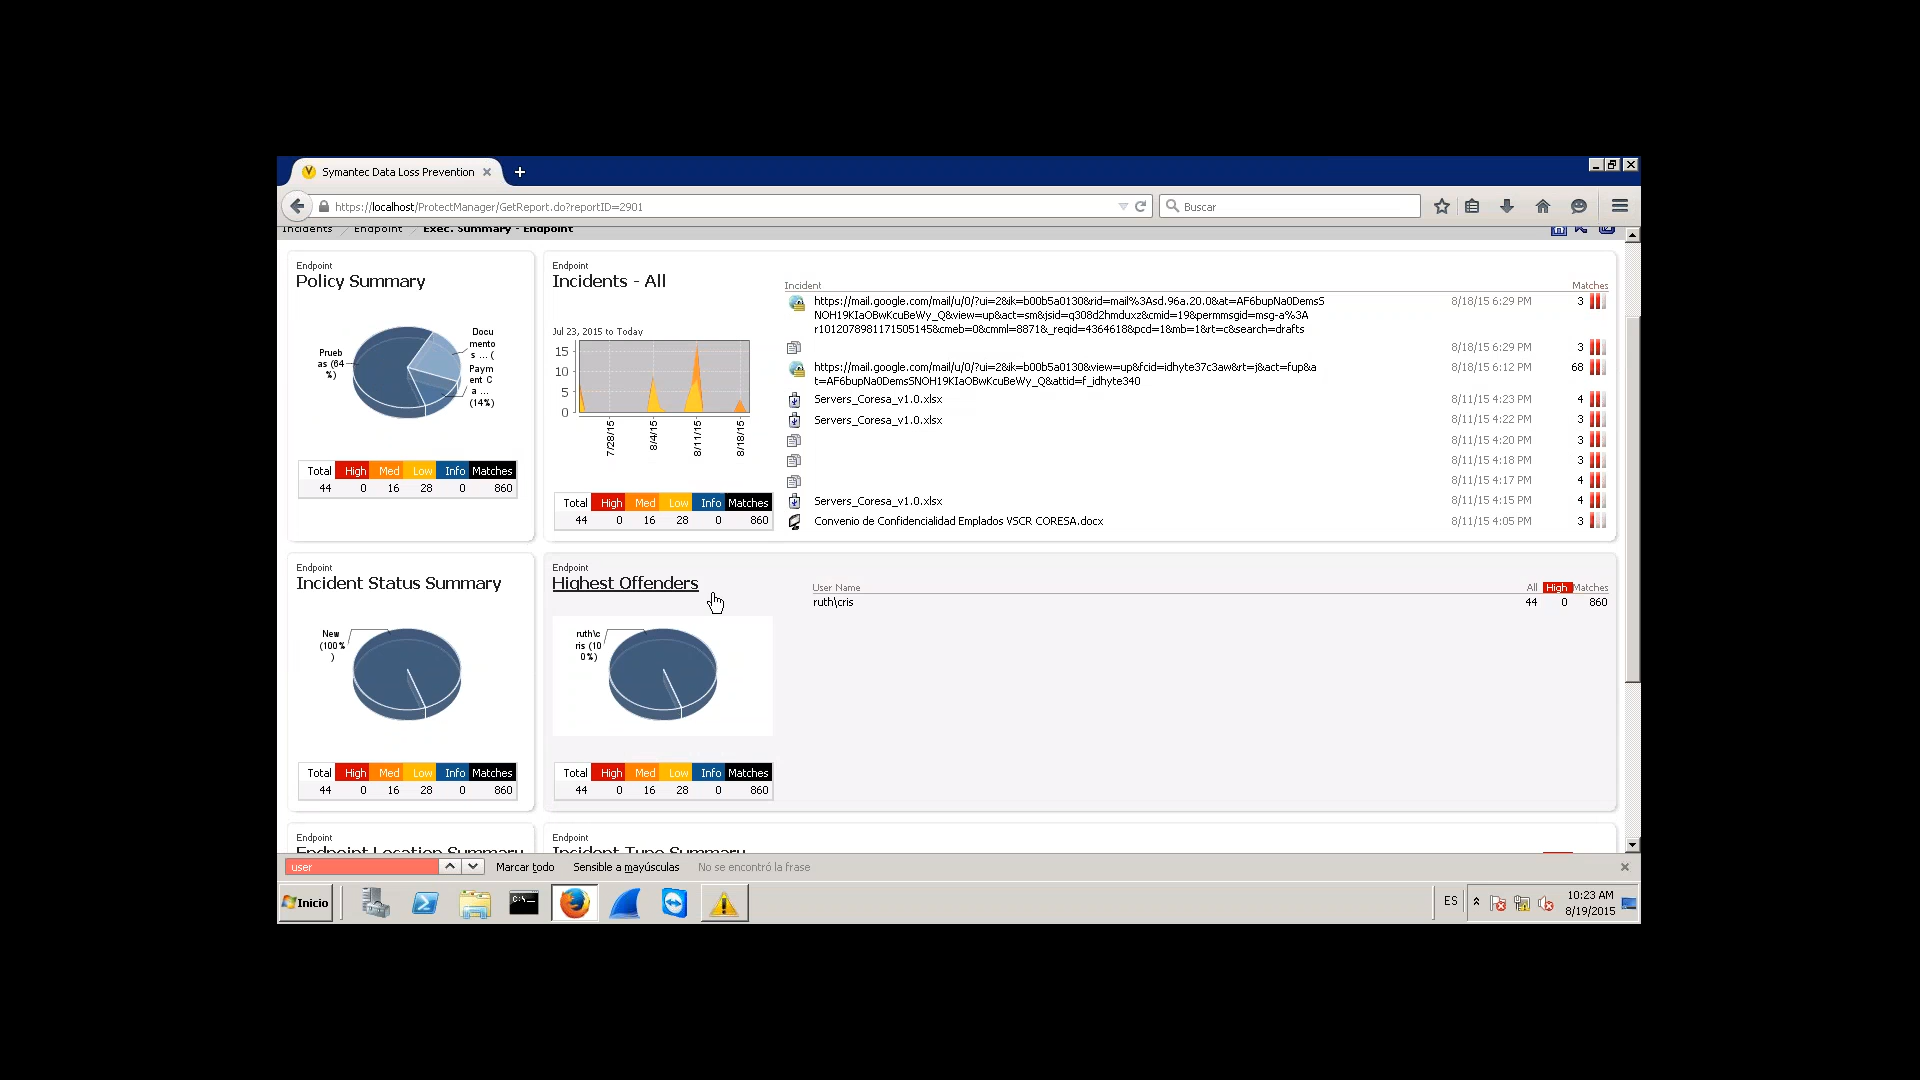 Symantec Data Loss Prevention
https://localhost/ProtectManager/GetReport.do?reportID=2901
Buscar
Incidents Endpoint Exec. Summary - Endpoint
Endpoint
Policy Summary
Prueb
as (64
%)
Docu
mento
s ... (
Paym
ent C
a ...
(14%)
Total High Med Low Info Matches
44 0 16 28 0 860
Endpoint
Incidents - All
Jul 23, 2015 to Today
15
10
5
0
7/28/15
8/4/15
8/11/15
8/18/15
Total High Med Low Info Matches
44 0 16 28 0 860
Incident Matches
https://mail.google.com/mail/u/0/?ui=2&ik=b00b5a0130&rid=mail%3Asd.96a.20.0&at=AF6bupNa0DemsS 8/18/15 6:29 PM 3
NOH19KIaOBwKcuBeWy_Q&view=up&act=sm&jsid=q308d2hmduxz&cmid=19&permmsgid=msg-a%3A
r1012078981171505145&cmeb=0&cmml=8871&_reqid=4364618&pcd=1&mb=1&rt=c&search=drafts
8/18/15 6:29 PM 3
https://mail.google.com/mail/u/0/?ui=2&ik=b00b5a0130&view=up&fcid=idhyte37c3aw&rt=j&act=fup&a 8/18/15 6:12 PM 68
t=AF6bupNa0DemsSNOH19KIaOBwKcuBeWy_Q&attid=f_idhyte340
Servers_Coresa_v1.0.xlsx 8/11/15 4:23 PM 4
Servers_Coresa_v1.0.xlsx 8/11/15 4:22 PM 3
8/11/15 4:20 PM 3
8/11/15 4:18 PM 3
8/11/15 4:17 PM 4
Servers_Coresa_v1.0.xlsx 8/11/15 4:15 PM 4
Convenio de Confidencialidad Emplados VSCR CORESA.docx 8/11/15 4:05 PM 3
Endpoint
Incident Status Summary
New
(100%
)
Total High Med Low Info Matches
44 0 16 28 0 860
Endpoint
Highest Offenders
ruth\c
ris (10
0%)
Total High Med Low Info Matches
44 0 16 28 0 860
User Name All High Matches
ruth\cris 44 0 860
Endpoint
Endpoint Location Summary
Endpoint
Incident Type Summary
user
Marcar todo Sensible a mayúsculas No se encontró la frase
Inicio
C:\_
ES
10:23 AM
8/19/2015